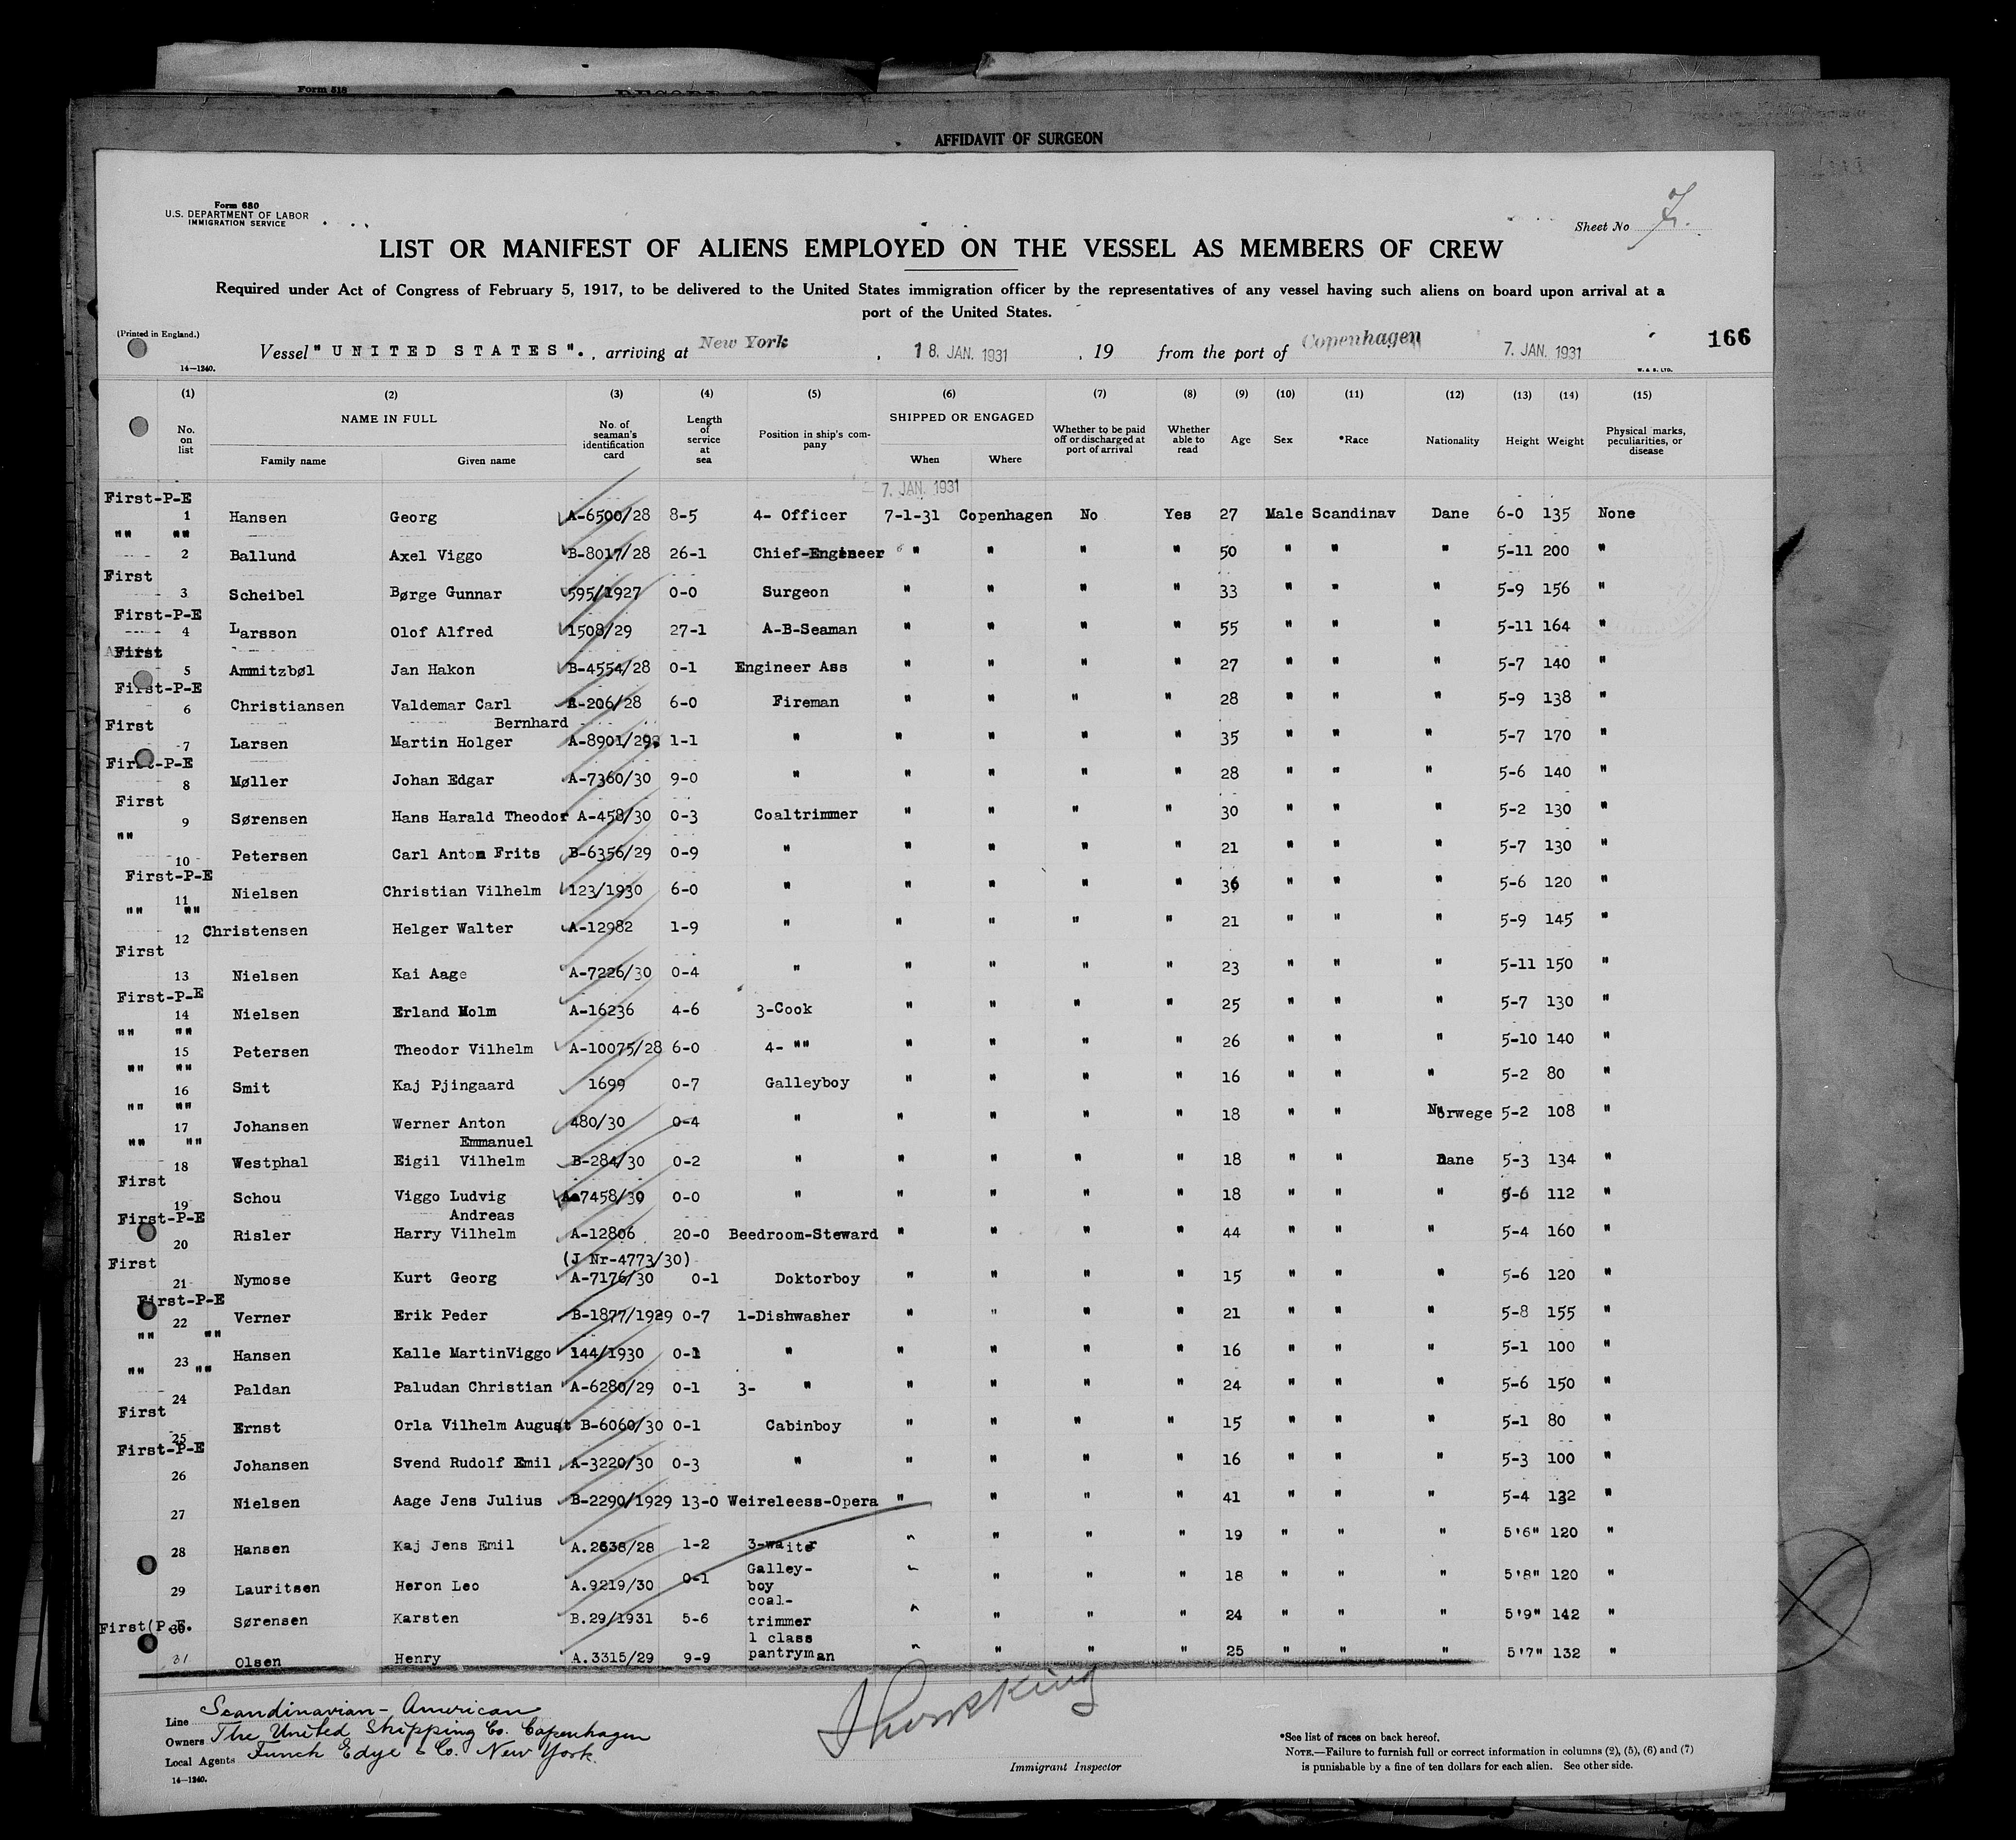 Form 518
AFFIDAVIT OF SURGEON
Form 680
U.S. DEPARTMENT OF LABOR
IMMIGRATION SERVICE
Sheet No 7.
LIST OR MANIFEST OF ALIENS EMPLOYED ON THE VESSEL AS MEMBERS OF CREW
Required under Act of Congress of February 5, 1917, to be delivered to the United States immigration officer by the representatives of any vessel having such aliens on board upon arrival at a
port of the United States.
(Printed in England.)
166
Vessel "UNITED STATES"., arriving at New York, 18. JAN. 1931, 19 from the port of Copenhagen 7. JAN. 1931
14—1240.
W. & S. LTD.
(1) (2) (3) (4) (5) (6) (7) (8) (9) (10) (11) (12) (13) (14) (15)
No. on list NAME IN FULL Family name Given name No. of seaman's identification card Length of service at sea Position in ship's company SHIPPED OR ENGAGED When Where Whether to be paid off or discharged at port of arrival Whether able to read Age Sex *Race Nationality Height Weight Physical marks, peculiarities, or disease
7. JAN. 1931
First-P-E
1 Hansen Georg A-6500/28 8-5 4- Officer 7-1-31 Copenhagen No Yes 27 Male Scandinav Dane 6-0 135 None
"" ""
2 Ballund Axel Viggo B-8017/28 26-1 Chief-Engineer " " " " 50 " " " 5-11 200 "
First
3 Scheibel Børge Gunnar 595/1927 0-0 Surgeon " " " " 33 " " " 5-9 156 "
First-P-E
4 Larsson Olof Alfred 1508/29 27-1 A-B-Seaman " " " " 55 " " " 5-11 164 "
First
5 Ammitzbøl Jan Hakon B-4554/28 0-1 Engineer Ass " " " " 27 " " " 5-7 140 "
First-P-E
6 Christiansen Valdemar Carl Bernhard A-206/28 6-0 Fireman " " " " 28 " " " 5-9 138 "
First
7 Larsen Martin Holger A-8901/29 1-1 " " " " " 35 " " " 5-7 170 "
First-P-E
8 Møller Johan Edgar A-7360/30 9-0 " " " " " 28 " " " 5-6 140 "
First
9 Sørensen Hans Harald Theodor A-458/30 0-3 Coaltrimmer " " " " 30 " " " 5-2 130 "
""
10 Petersen Carl Anton Frits B-6356/29 0-9 " " " " " 21 " " " 5-7 130 "
First-P-E
11 Nielsen Christian Vilhelm 123/1930 6-0 " " " " " 36 " " " 5-6 120 "
"" ""
12 Christensen Helger Walter A-12982 1-9 " " " " " 21 " " " 5-9 145 "
First
13 Nielsen Kai Aage A-7226/30 0-4 " " " " " 23 " " " 5-11 150 "
First-P-E
14 Nielsen Erland Holm A-16236 4-6 3-Cook " " " " 25 " " " 5-7 130 "
"" ""
15 Petersen Theodor Vilhelm A-10075/28 6-0 4- "" " " " " 26 " " " 5-10 140 "
"" ""
16 Smit Kaj Pjingaard 1699 0-7 Galleyboy " " " " 16 " " " 5-2 80 "
"" ""
17 Johansen Werner Anton Emmanuel 480/30 0-4 " " " " " 18 " " Norwege 5-2 108 "
"" ""
18 Westphal Eigil Vilhelm B-284/30 0-2 " " " " " 18 " " Dane 5-3 134 "
First
19 Schou Viggo Ludvig Andreas A-7458/30 0-0 " " " " " 18 " " " 5-6 112 "
First-P-E
20 Risler Harry Vilhelm A-12806 20-0 Beedroom-Steward " " " " 44 " " " 5-4 160 "
(J Nr-4773/30)
First
21 Nymose Kurt Georg A-7176/30 0-1 Doktorboy " " " " 15 " " " 5-6 120 "
First-P-E
22 Verner Erik Peder B-1877/1929 0-7 1-Dishwasher " " " " 21 " " " 5-8 155 "
"" ""
23 Hansen Kalle MartinViggo 144/1930 0-1 " " " " " 16 " " " 5-1 100 "
"" ""
24 Paldan Paludan Christian A-6280/29 0-1 3- " " " " " 24 " " " 5-6 150 "
First
25 Ernst Orla Vilhelm August B-6060/30 0-1 Cabinboy " " " " 15 " " " 5-1 80 "
First-P-E
26 Johansen Svend Rudolf Emil A-3220/30 0-3 " " " " " 16 " " " 5-3 100 "
27 Nielsen Aage Jens Julius B-2290/1929 13-0 Weireleess-Opera " " " " 41 " " " 5-4 132 "
28 Hansen Kaj Jens Emil A.2638/28 1-2 3-waiter " " " " 19 " " " 5'6" 120 "
29 Lauritsen Heron Leo A.9219/30 0-1 Galley-boy " " " " 18 " " " 5'8" 120 "
First(P.E.
30 Sørensen Karsten B.29/1931 5-6 coal-trimmer " " " " 24 " " " 5'9" 142 "
31 Olsen Henry A.3315/29 9-9 1 class pantryman " " " " 25 " " " 5'7" 132 "
Line Scandinavian-American
Owners The United Shipping Co. Copenhagen
Local Agents Funch Edye & Co. New York.
14—1240.
Immigrant Inspector
*See list of races on back hereof.
NOTE.—Failure to furnish full or correct information in columns (2), (5), (6) and (7)
is punishable by a fine of ten dollars for each alien. See other side.